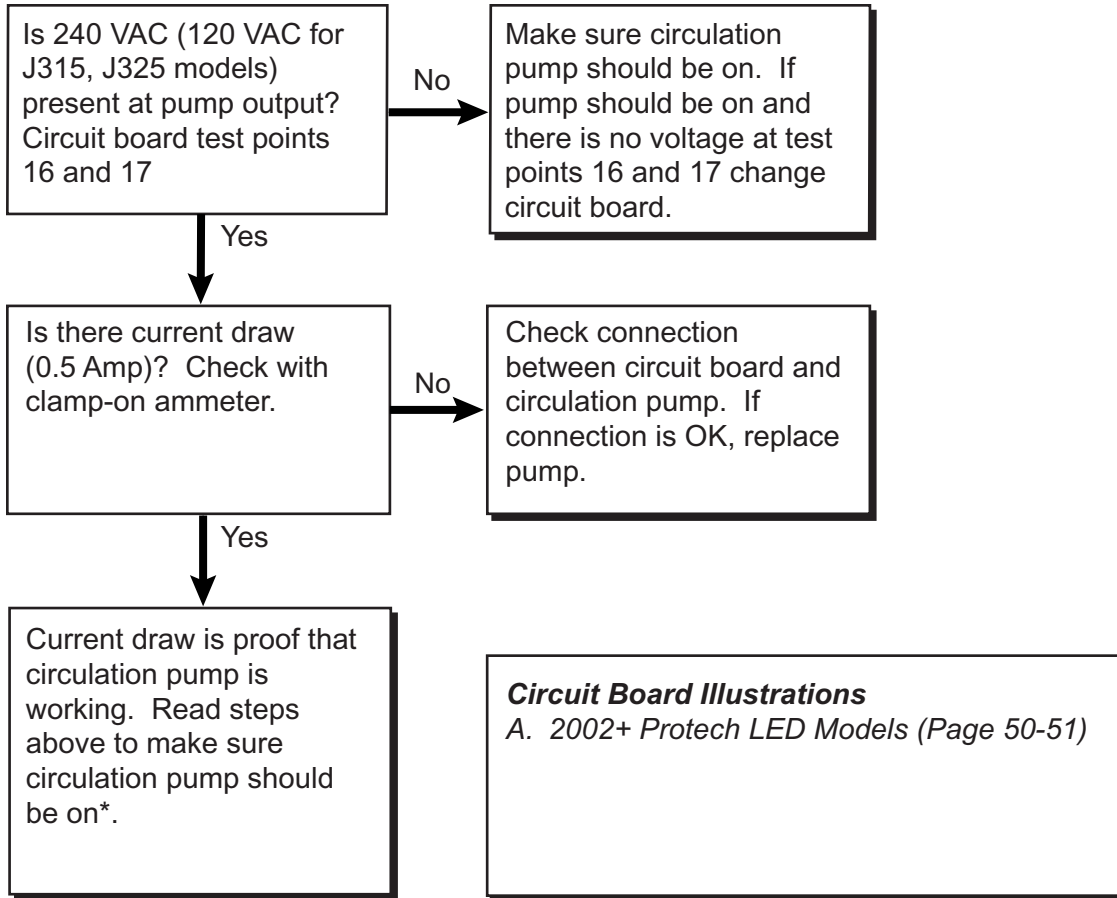 Is 240 VAC (120 VAC for
J315, J325 models)
present at pump output?
Circuit board test points
16 and 17
No
Make sure circulation
pump should be on.  If
pump should be on and
there is no voltage at test
points 16 and 17 change
circuit board.
Yes
Is there current draw
(0.5 Amp)?  Check with
clamp-on ammeter.
No
Check connection
between circuit board and
circulation pump.  If
connection is OK, replace
pump.
Yes
Current draw is proof that
circulation pump is
working.  Read steps
above to make sure
circulation pump should
be on*.
Circuit Board Illustrations
A.  2002+ Protech LED Models (Page 50-51)